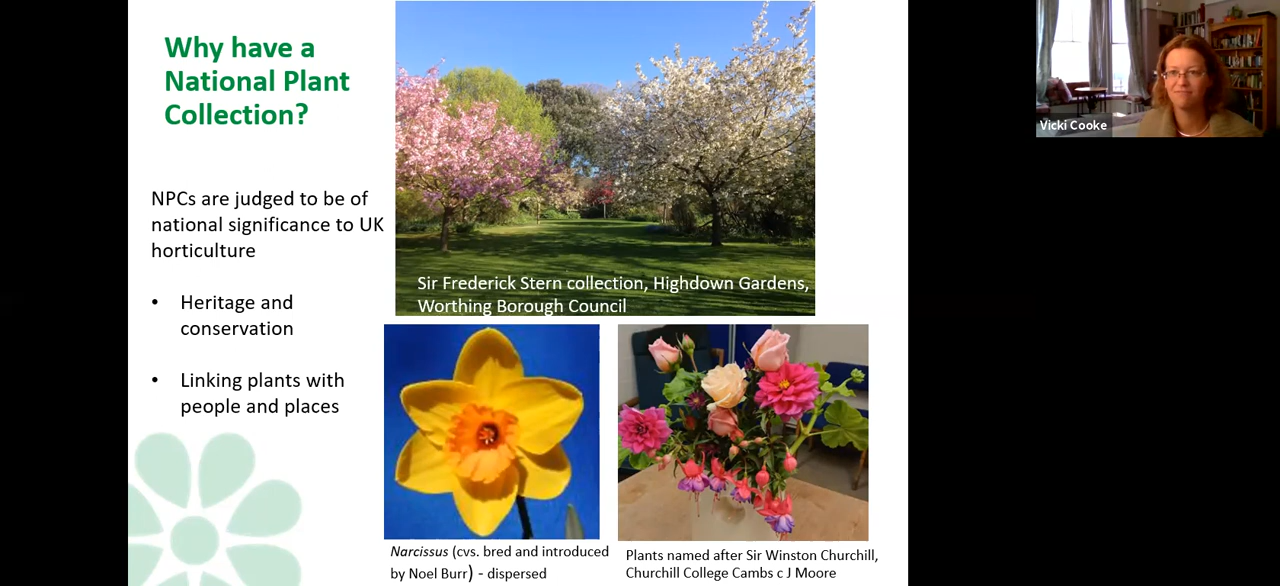 Why have a
National Plant
Collection?
NPCs are judged to be of
national significance to UK
horticulture
• Heritage and
conservation
• Linking plants with
people and places
Sir Frederick Stern collection, Highdown Gardens,
Worthing Borough Council
Narcissus (cvs. bred and introduced
by Noel Burr) - dispersed
Plants named after Sir Winston Churchill,
Churchill College Cambs c J Moore
Vicki Cooke